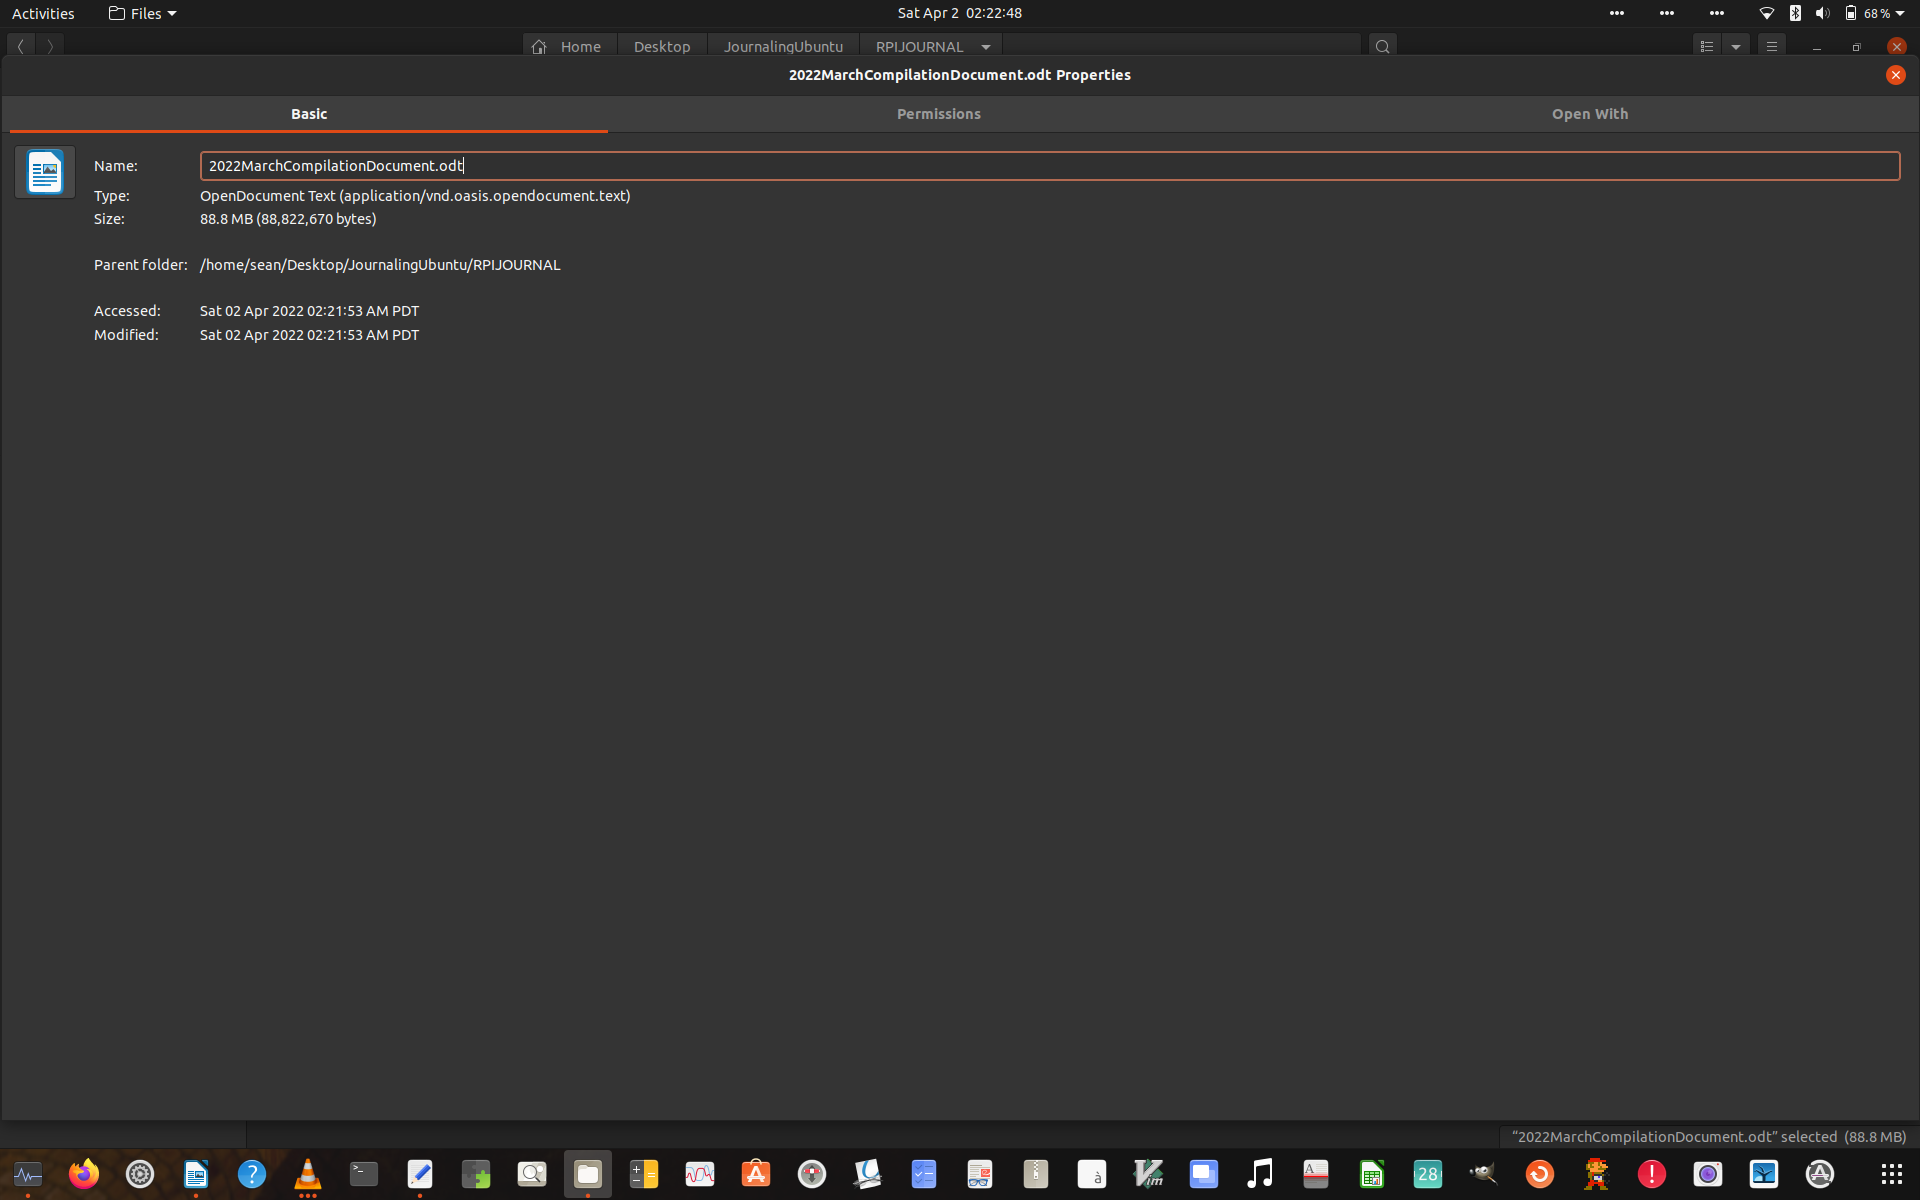 Activities Files Sat Apr 2 02:22:48 68 %
Home Desktop JournalingUbuntu RPIJOURNAL
2022MarchCompilationDocument.odt Properties
Basic Permissions Open With
Name: 2022MarchCompilationDocument.odt
Type: OpenDocument Text (application/vnd.oasis.opendocument.text)
Size: 88.8 MB (88,822,670 bytes)
Parent folder: /home/sean/Desktop/JournalingUbuntu/RPIJOURNAL
Accessed: Sat 02 Apr 2022 02:21:53 AM PDT
Modified: Sat 02 Apr 2022 02:21:53 AM PDT
“2022MarchCompilationDocument.odt” selected (88.8 MB)
>_ ? à Vim A 28